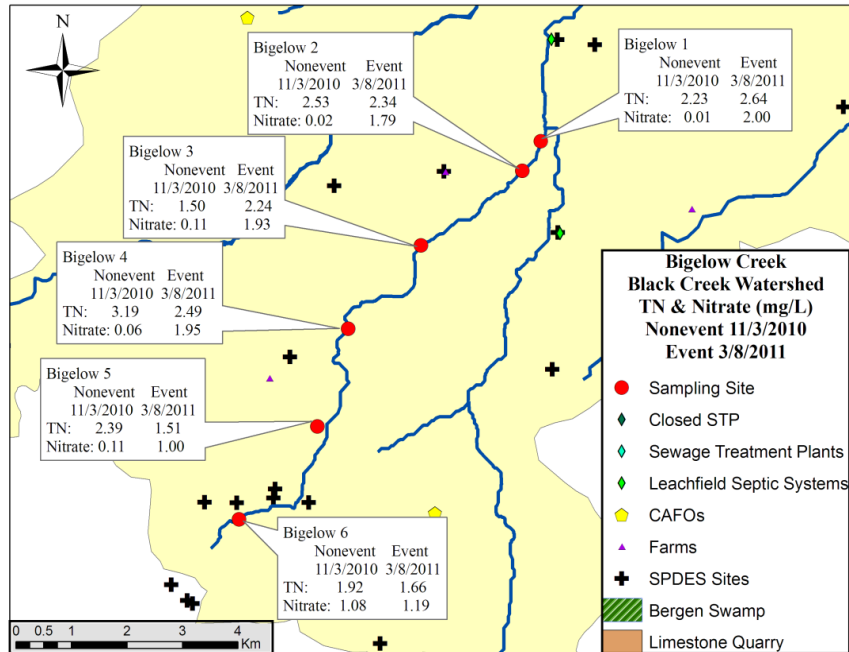 N
Bigelow 2
Nonevent Event
11/3/2010 3/8/2011
TN: 2.53 2.34
Nitrate: 0.02 1.79
Bigelow 1
Nonevent Event
11/3/2010 3/8/2011
TN: 2.23 2.64
Nitrate: 0.01 2.00
Bigelow 3
Nonevent Event
11/3/2010 3/8/2011
TN: 1.50 2.24
Nitrate: 0.11 1.93
Bigelow 4
Nonevent Event
11/3/2010 3/8/2011
TN: 3.19 2.49
Nitrate: 0.06 1.95
Bigelow 5
Nonevent Event
11/3/2010 3/8/2011
TN: 2.39 1.51
Nitrate: 0.11 1.00
Bigelow 6
Nonevent Event
11/3/2010 3/8/2011
TN: 1.92 1.66
Nitrate: 1.08 1.19
Bigelow Creek
Black Creek Watershed
TN & Nitrate (mg/L)
Nonevent 11/3/2010
Event 3/8/2011
Sampling Site
Closed STP
Sewage Treatment Plants
Leachfield Septic Systems
CAFOs
Farms
SPDES Sites
Bergen Swamp
Limestone Quarry
0 0.5 1 2 3 4
Km